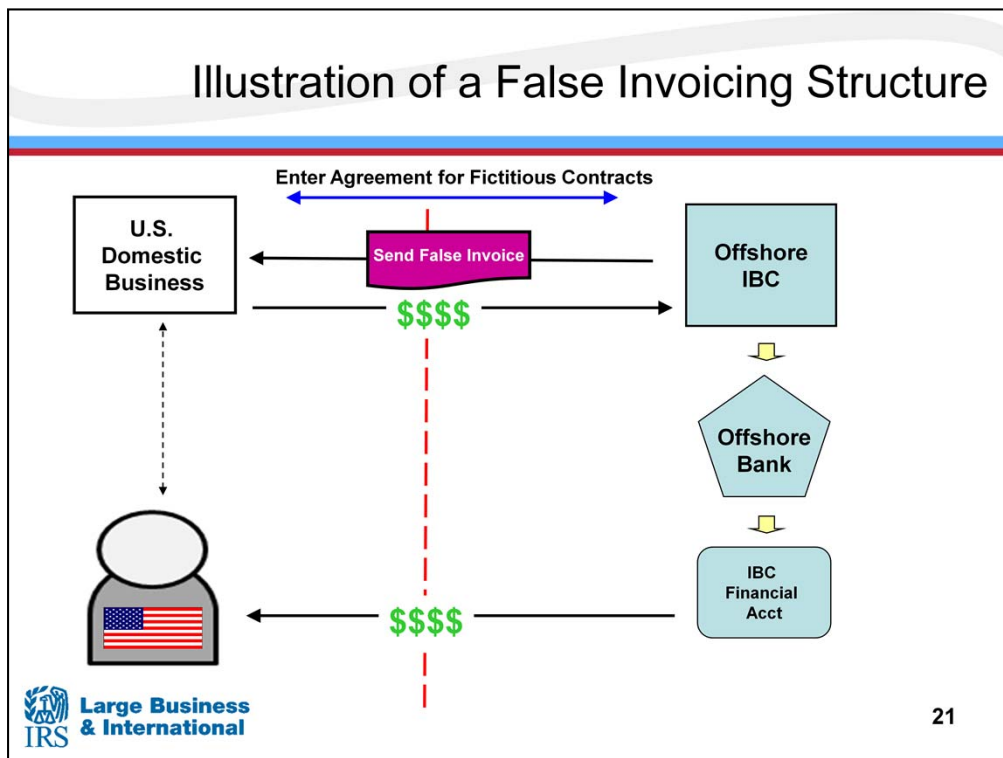 Illustration of a False Invoicing Structure
Enter Agreement for Fictitious Contracts
U.S.
Domestic
Business
Send False Invoice
Offshore
IBC
$$$$
Offshore
Bank
IBC
Financial
Acct
$$$$
IRS
Large Business
& International
21